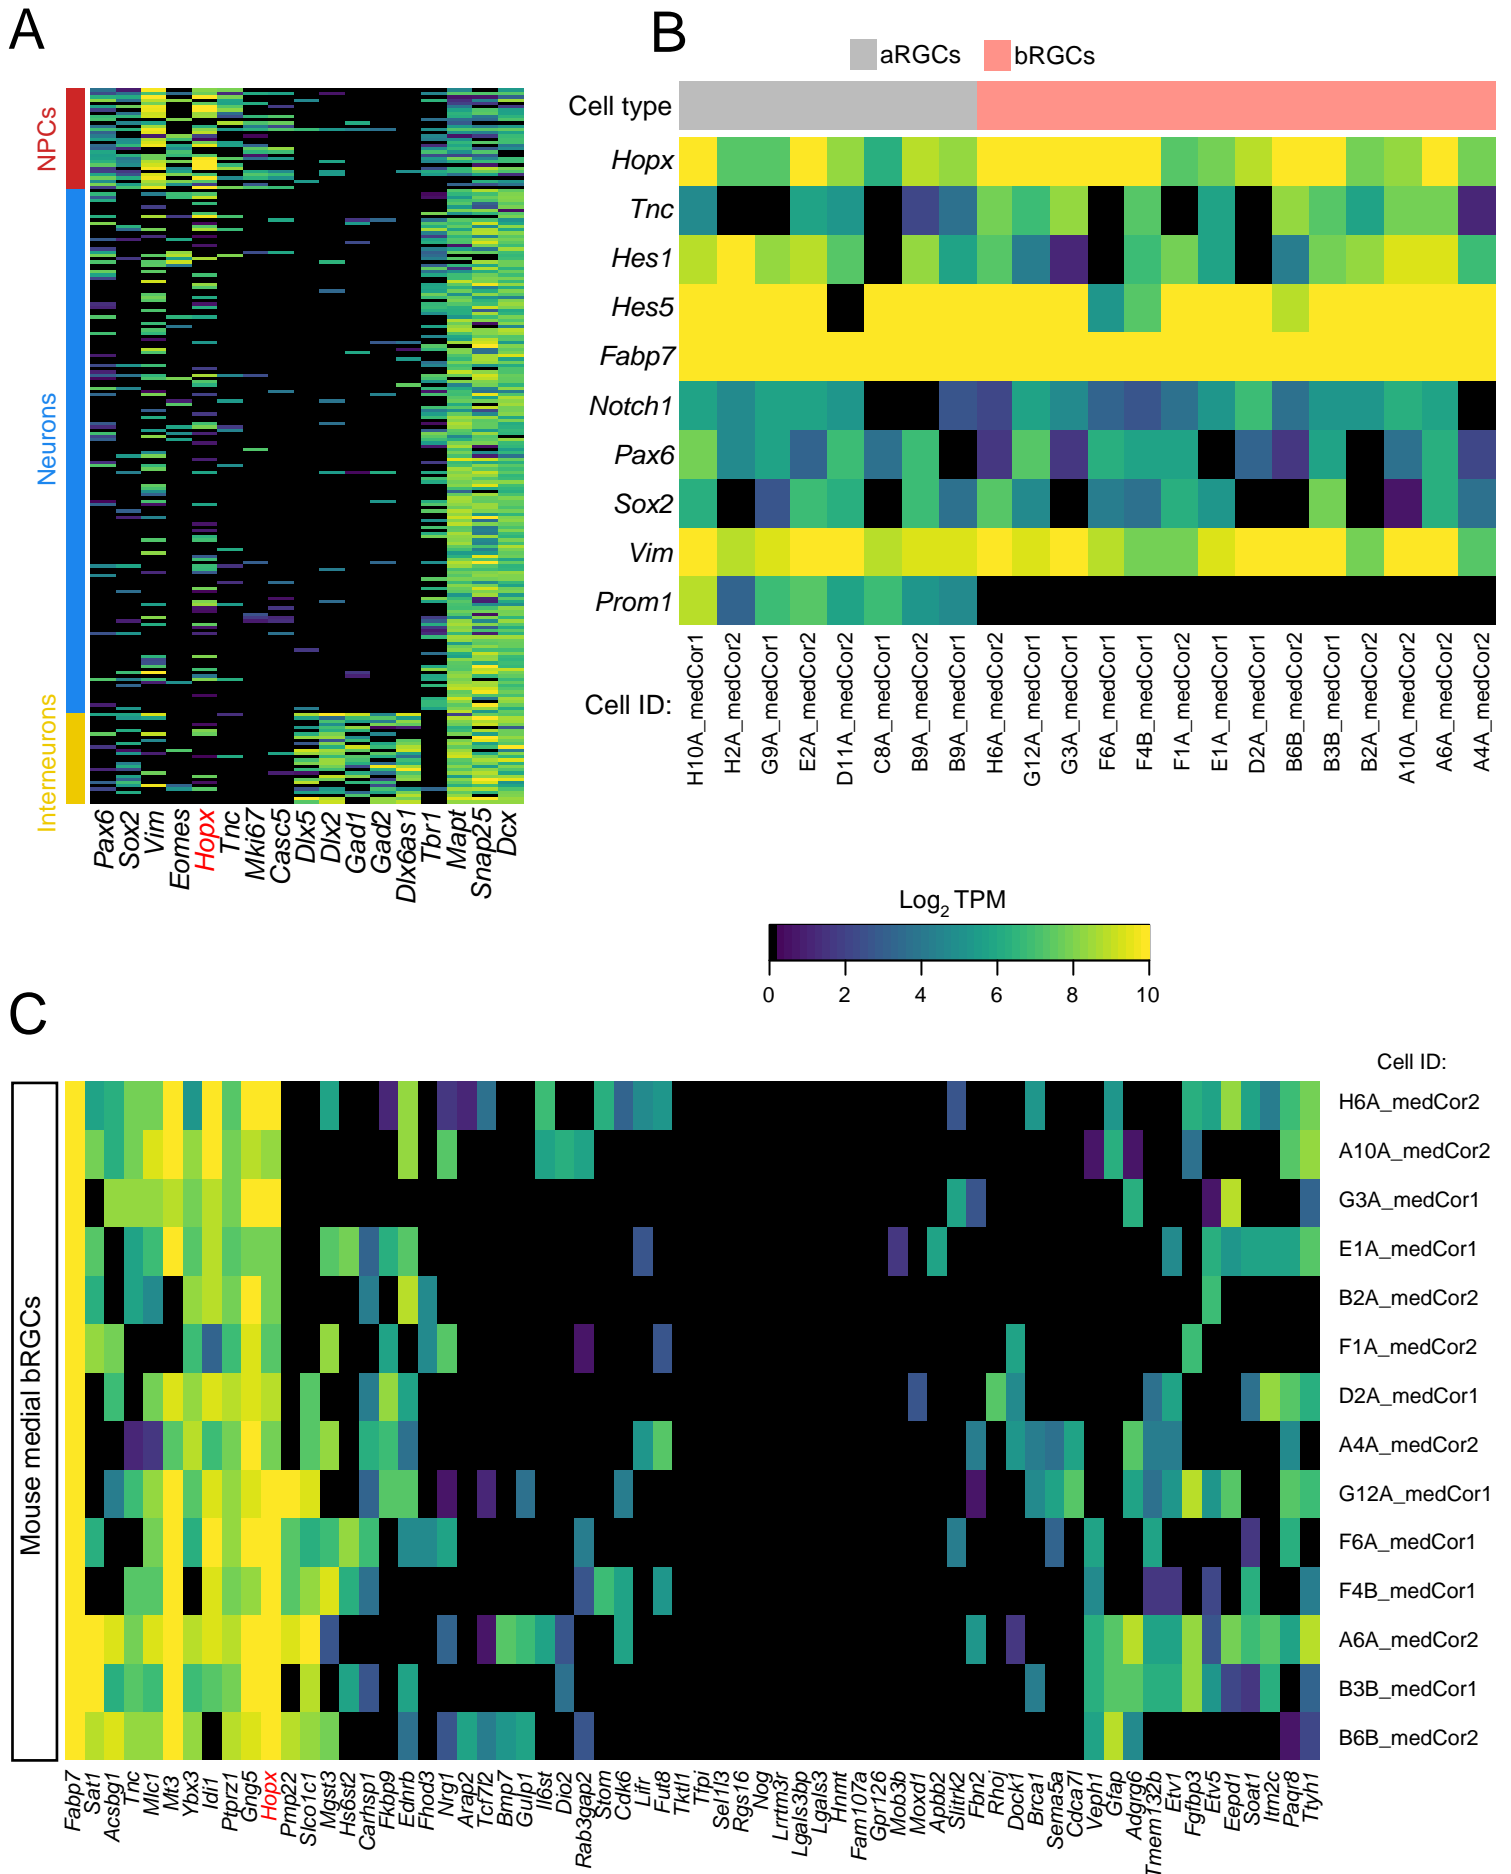 A
NPCs
Neurons
Interneurons
Pax6
Sox2
Vim
Eomes
Hopx
Tnc
Mki67
Casc5
Dlx5
Dlx2
Gad1
Gad2
Dlx6as1
Tbr1
Mapt
Snap25
Dcx
B
aRGCs
bRGCs
Cell type
Hopx
Tnc
Hes1
Hes5
Fabp7
Notch1
Pax6
Sox2
Vim
Prom1
Cell ID:
H10A_medCor1
H2A_medCor2
G9A_medCor1
E2A_medCor2
D11A_medCor2
C8A_medCor1
B9A_medCor2
B9A_medCor1
H6A_medCor2
G12A_medCor1
G3A_medCor1
F6A_medCor1
F4B_medCor1
F1A_medCor2
E1A_medCor1
D2A_medCor1
B6B_medCor2
B3B_medCor1
B2A_medCor2
A10A_medCor2
A6A_medCor2
A4A_medCor2
Log2 TPM
0 2 4 6 8 10
C
Cell ID:
Mouse medial bRGCs
H6A_medCor2
A10A_medCor2
G3A_medCor1
E1A_medCor1
B2A_medCor2
F1A_medCor2
D2A_medCor1
A4A_medCor2
G12A_medCor1
F6A_medCor1
F4B_medCor1
A6A_medCor2
B3B_medCor1
B6B_medCor2
Fabp7
Sat1
Acsbg1
Tnc
Mlc1
Mt3
Ybx3
Idi1
Ptprz1
Gng5
Hopx
Pmp22
Slco1c1
Mgst3
Hs6st2
Carhsp1
Fkbp9
Ednrb
Fhod3
Nrg1
Arap2
Tcf7l2
Bmp7
Gulp1
Il6st
Dio2
Rab3gap2
Stom
Cdk6
Lifr
Fut8
Tktl1
Tfpi
Sel1l3
Rgs16
Nog
Lrrtm3r
Lgals3bp
Lgals3
Hnmt
Fam107a
Gpr126
Mob3b
Moxd1
Apbb2
Slitrk2
Fbn2
Rhoj
Dock1
Brca1
Sema5a
Cdca7l
Veph1
Gfap
Adgrg6
Tmem132b
Etv1
Fgfbp3
Etv5
Eepd1
Soat1
Itm2c
Paqr8
Ttyh1